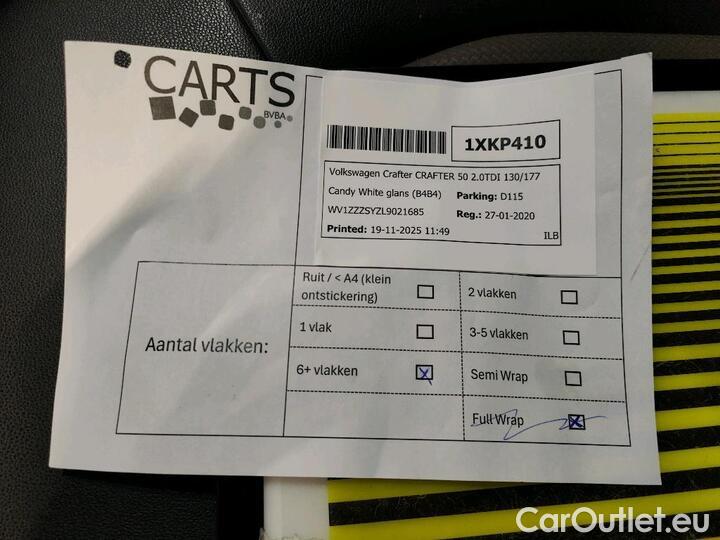 CARTS
BVBA
1XKP410
Volkswagen Crafter CRAFTER 50 2.0TDI 130/177
Candy White glans (B4B4) Parking: D115
WV1ZZZSYZL9021685 Reg.: 27-01-2020
Printed: 19-11-2025 11:49 ILB
Aantal vlakken:
Ruit / < A4 (klein
ontstickering)
2 vlakken
1 vlak
3-5 vlakken
6+ vlakken
Semi Wrap
Full Wrap
CarOutlet.eu